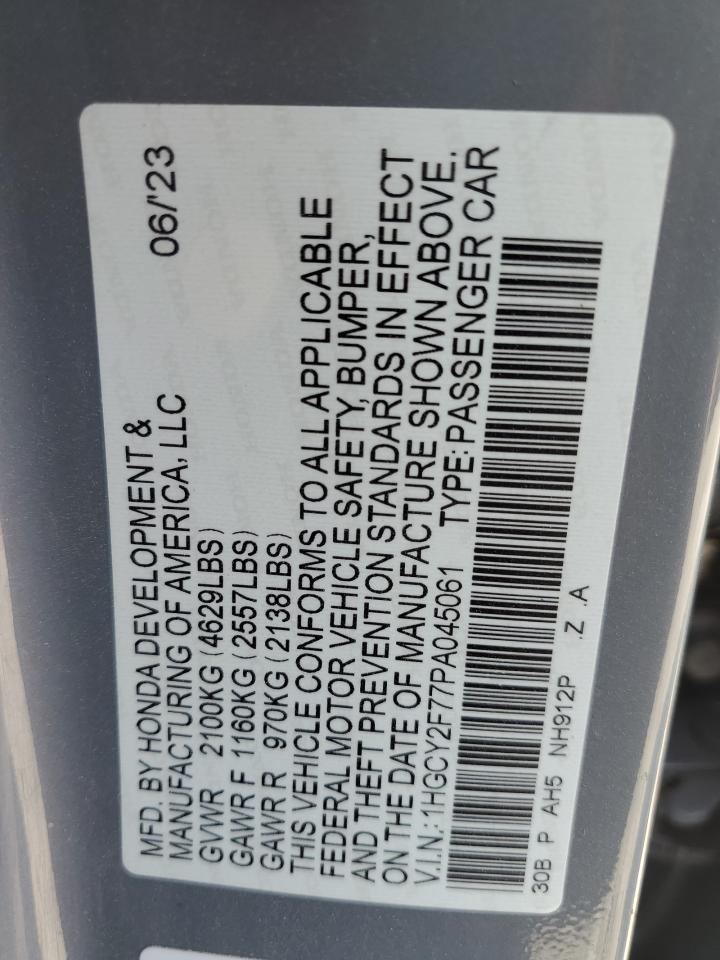 MFD. BY HONDA DEVELOPMENT &
MANUFACTURING OF AMERICA, LLC 06/'23
GVWR 2100KG (4629LBS)
GAWR F 1160KG (2557LBS)
GAWR R 970KG (2138LBS)
THIS VEHICLE CONFORMS TO ALL APPLICABLE
FEDERAL MOTOR VEHICLE SAFETY, BUMPER,
AND THEFT PREVENTION STANDARDS IN EFFECT
ON THE DATE OF MANUFACTURE SHOWN ABOVE.
V.I.N.: 1HGCY2F77PA045061 TYPE: PASSENGER CAR
30B P AH5 NH912P .Z .A